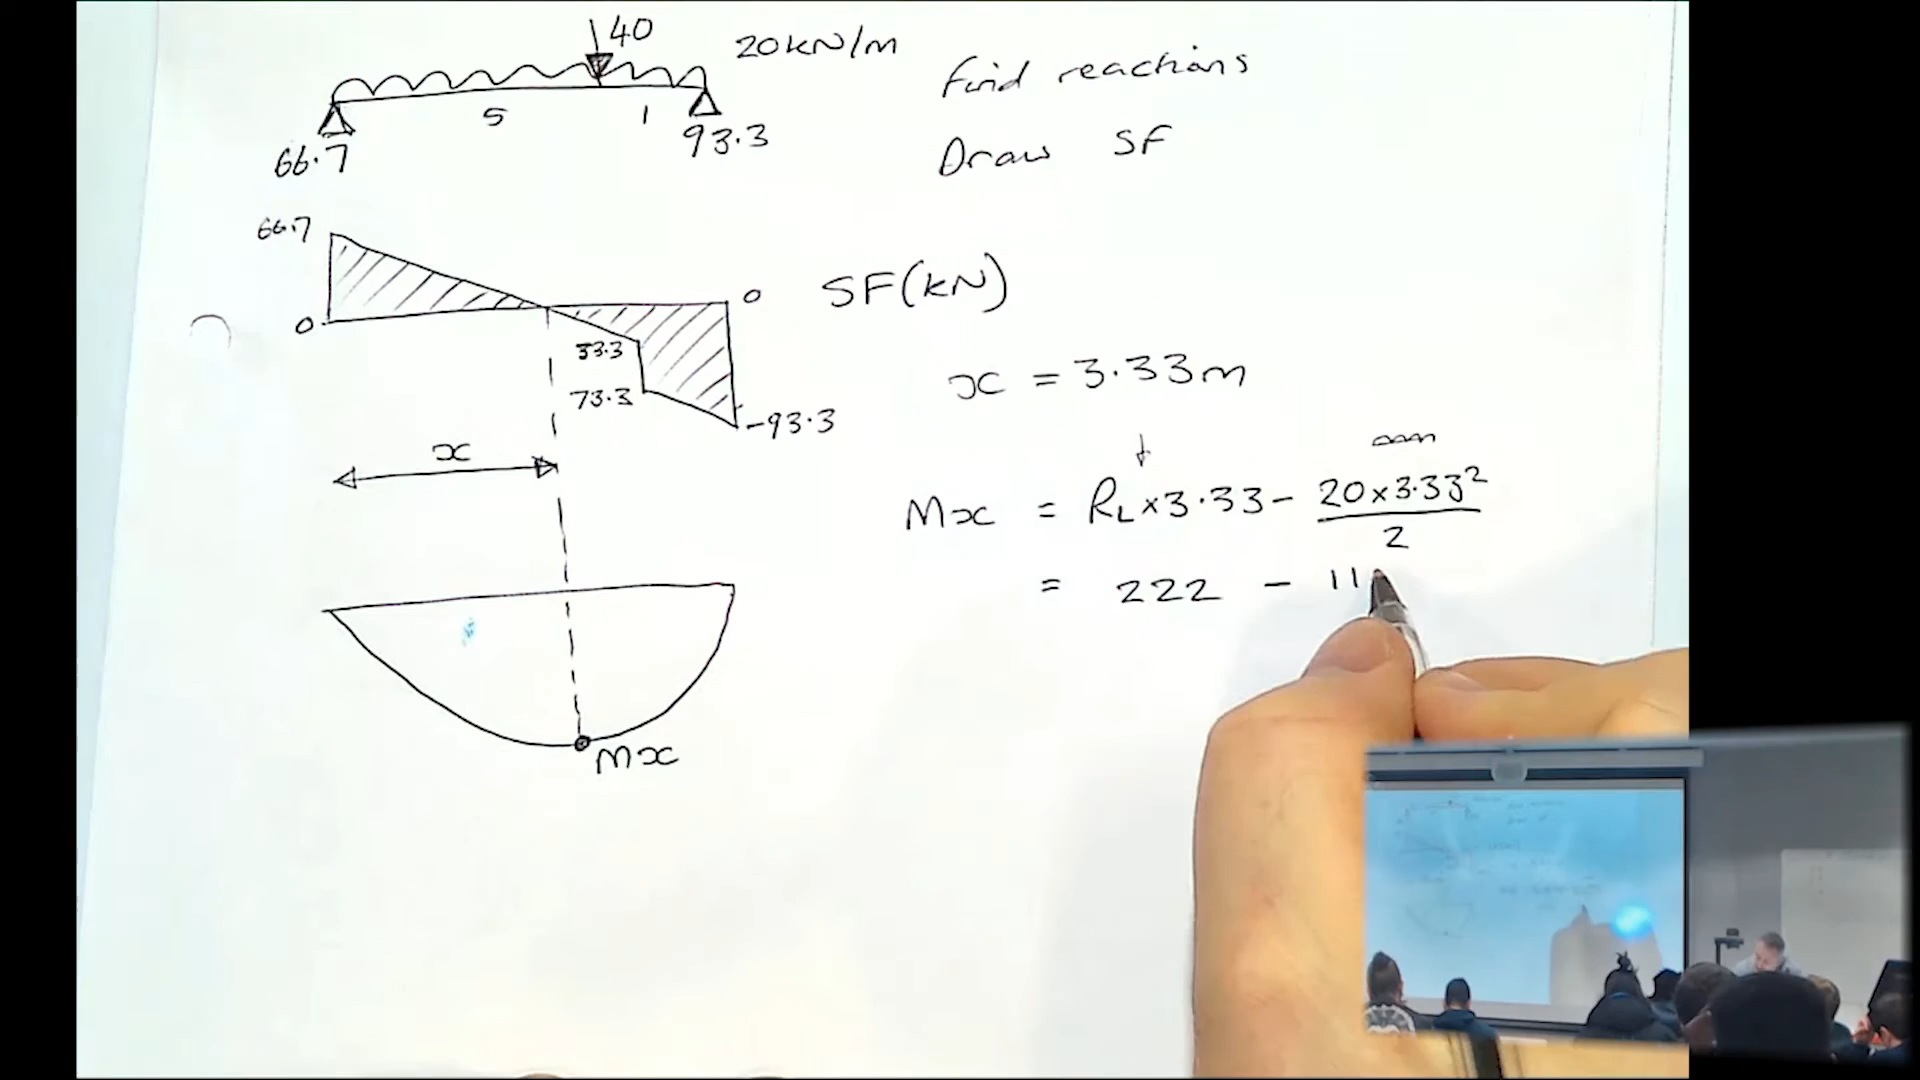 40
20kN/m
5
1
66.7
93.3
Find reactions
Draw SF
66.7
0
0
33.3
73.3
-93.3
SF(kN)
x = 3.33m
x
Mx = RL×3.33 - 20×3.33²
2
= 222 - 11
Mx